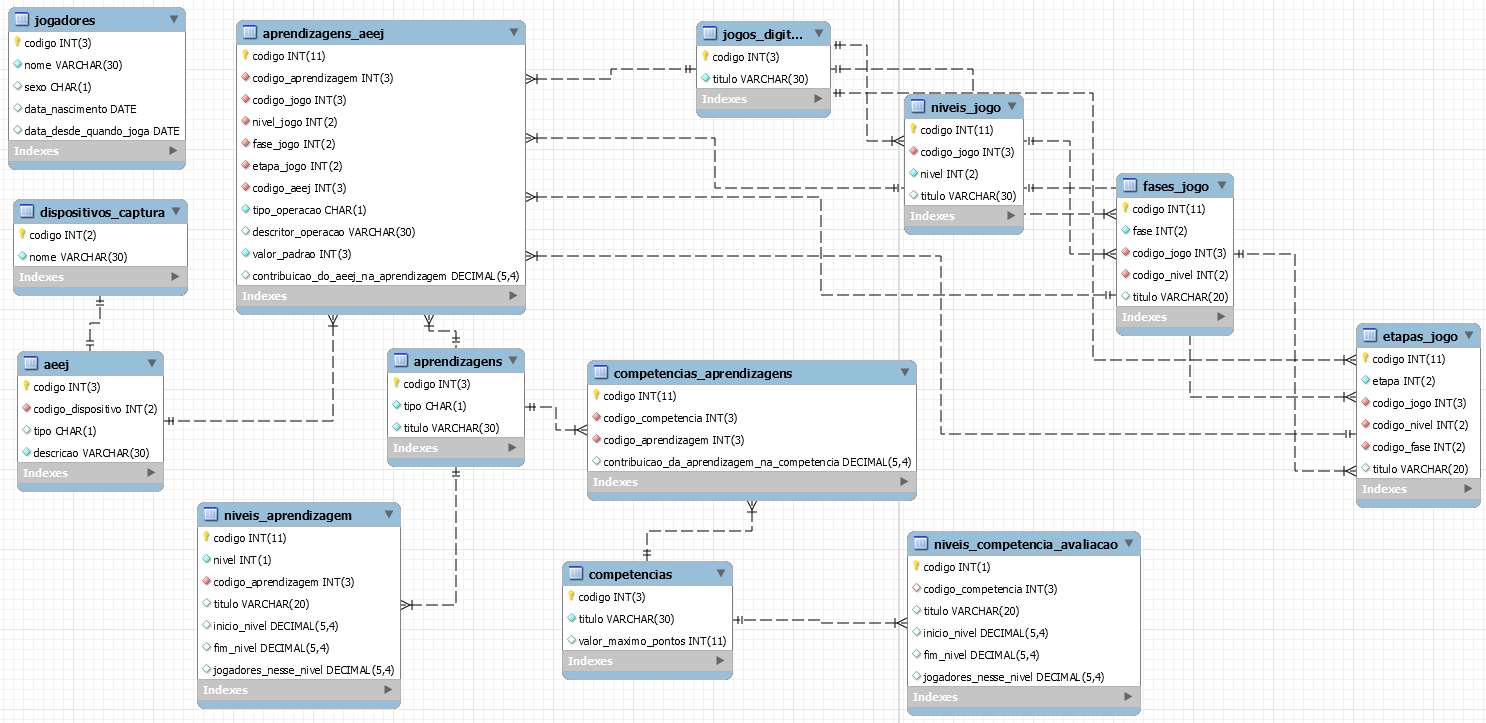 jogadores
codigo INT(3)
nome VARCHAR(30)
sexo CHAR(1)
data_nascimento DATE
data_desde_quando_joga DATE
Indexes
dispositivos_captura
codigo INT(2)
nome VARCHAR(30)
Indexes
aeej
codigo INT(3)
codigo_dispositivo INT(2)
tipo CHAR(1)
descricao VARCHAR(30)
Indexes
aprendizagens_aeej
codigo INT(11)
codigo_aprendizagem INT(3)
codigo_jogo INT(3)
nivel_jogo INT(2)
fase_jogo INT(2)
etapa_jogo INT(2)
codigo_aeej INT(3)
tipo_operacao CHAR(1)
descritor_operacao VARCHAR(30)
valor_padrao INT(3)
contribuicao_do_aeej_na_aprendizagem DECIMAL(5,4)
Indexes
jogos_digit...
codigo INT(3)
titulo VARCHAR(30)
Indexes
niveis_jogo
codigo INT(11)
codigo_jogo INT(3)
nivel INT(2)
titulo VARCHAR(30)
Indexes
fases_jogo
codigo INT(11)
fase INT(2)
codigo_jogo INT(3)
codigo_nivel INT(2)
titulo VARCHAR(20)
Indexes
etapas_jogo
codigo INT(11)
etapa INT(2)
codigo_jogo INT(3)
codigo_nivel INT(2)
codigo_fase INT(2)
titulo VARCHAR(20)
Indexes
aprendizagens
codigo INT(3)
tipo CHAR(1)
titulo VARCHAR(30)
Indexes
competencias_aprendizagens
codigo INT(11)
codigo_competencia INT(3)
codigo_aprendizagem INT(3)
contribuicao_da_aprendizagem_na_competencia DECIMAL(5,4)
Indexes
niveis_aprendizagem
codigo INT(11)
nivel INT(1)
codigo_aprendizagem INT(3)
titulo VARCHAR(20)
inicio_nivel DECIMAL(5,4)
fim_nivel DECIMAL(5,4)
jogadores_nesse_nivel DECIMAL(5,4)
Indexes
competencias
codigo INT(3)
titulo VARCHAR(30)
valor_maximo_pontos INT(11)
Indexes
niveis_competencia_avaliacao
codigo INT(1)
codigo_competencia INT(3)
titulo VARCHAR(20)
inicio_nivel DECIMAL(5,4)
fim_nivel DECIMAL(5,4)
jogadores_nesse_nivel DECIMAL(5,4)
Indexes